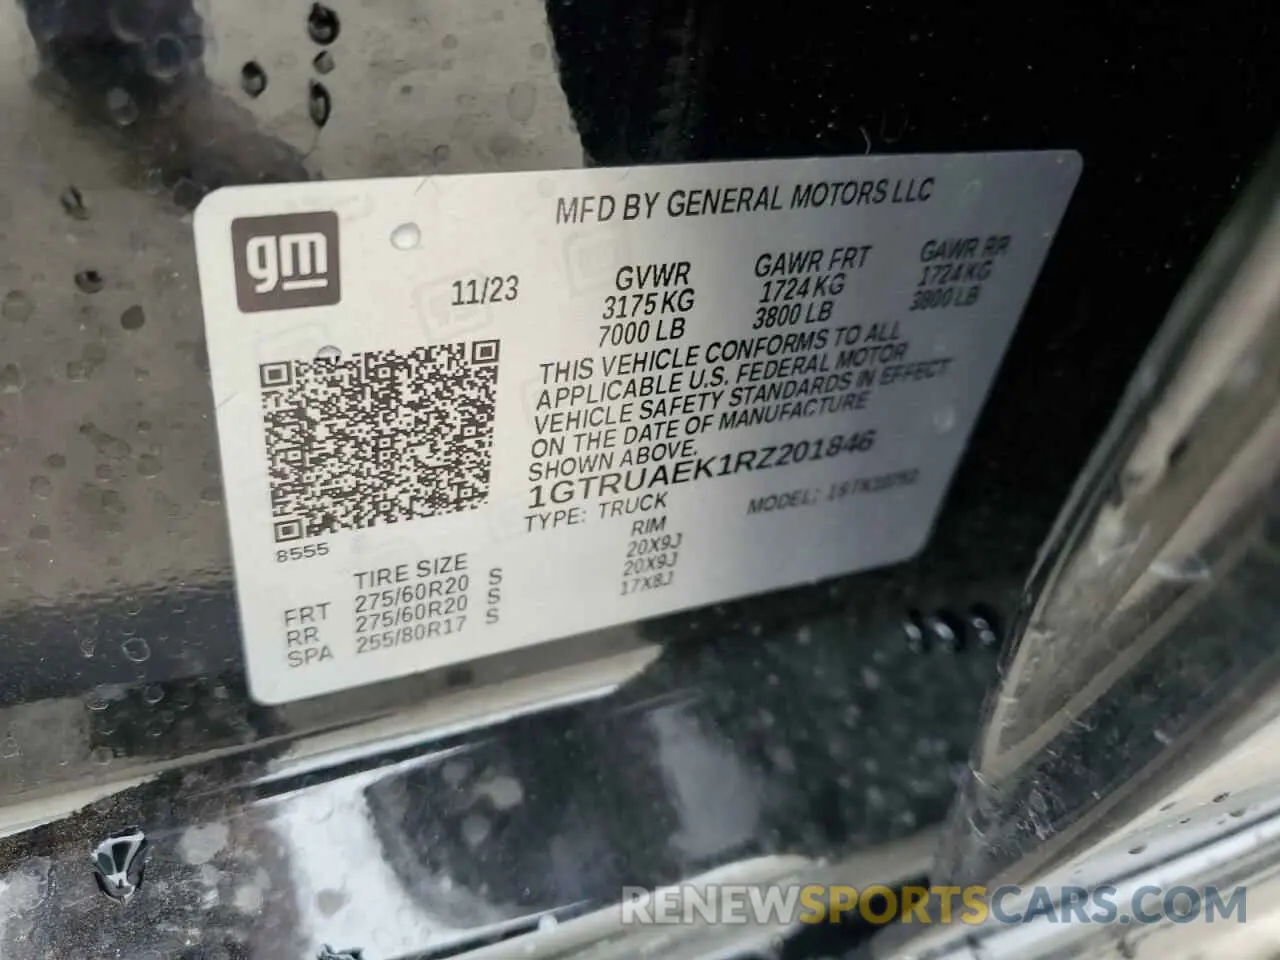 gm
MFD BY GENERAL MOTORS LLC
11/23
GVWR GAWR FRT GAWR RR
3175 KG 1724 KG 1724 KG
7000 LB 3800 LB 3800 LB
THIS VEHICLE CONFORMS TO ALL
APPLICABLE U.S. FEDERAL MOTOR
VEHICLE SAFETY STANDARDS IN EFFECT
ON THE DATE OF MANUFACTURE
SHOWN ABOVE.
1GTRUAEK1RZ201846
TYPE: TRUCK MODEL:
8555
TIRE SIZE RIM
FRT 275/60R20 S 20X9J
RR 275/60R20 S 20X9J
SPA 255/80R17 S 17X8J
RENEWSPORTSCARS.COM